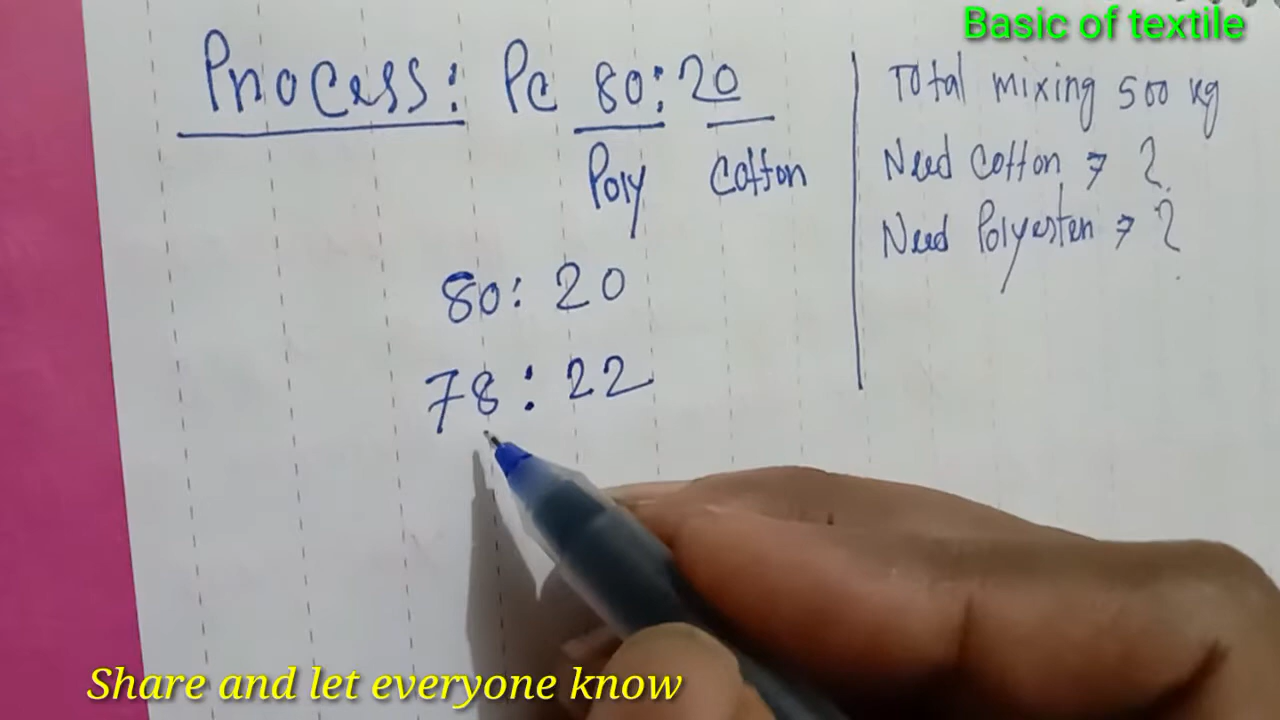 Basic of textile
Process: Pc 80:20
Poly Cotton
80: 20
78: 22
Total mixing 500 kg
Need Cotton → ?
Need Polyester → ?
Share and let everyone know